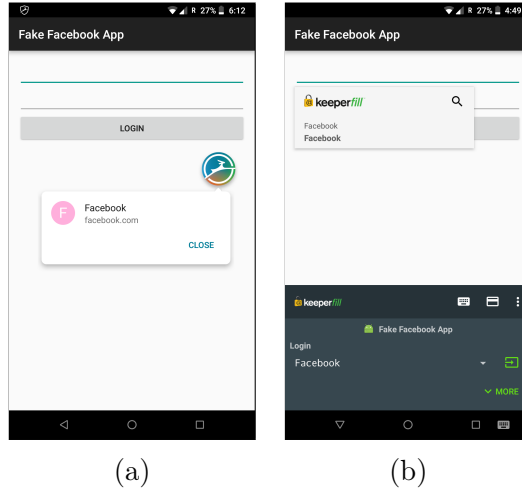 R 27% 6:12
Fake Facebook App
LOGIN
F
Facebook
facebook.com
CLOSE
(a)
R 27% 4:49
Fake Facebook App
keeperfill
Facebook
Facebook
keeperfill
Fake Facebook App
Login
Facebook
MORE
(b)